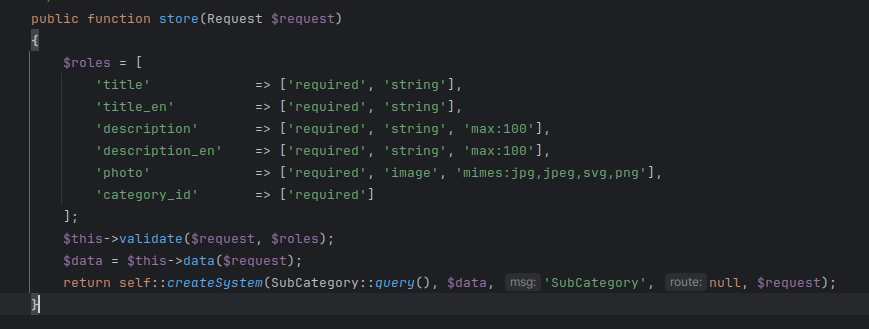 public function store(Request $request)
{
    $roles = [
        'title'             => ['required', 'string'],
        'title_en'          => ['required', 'string'],
        'description'       => ['required', 'string', 'max:100'],
        'description_en'    => ['required', 'string', 'max:100'],
        'photo'             => ['required', 'image', 'mimes:jpg,jpeg,svg,png'],
        'category_id'       => ['required']
    ];
    $this->validate($request, $roles);
    $data = $this->data($request);
    return self::createSystem(SubCategory::query(), $data, msg: 'SubCategory', route: null, $request);
}